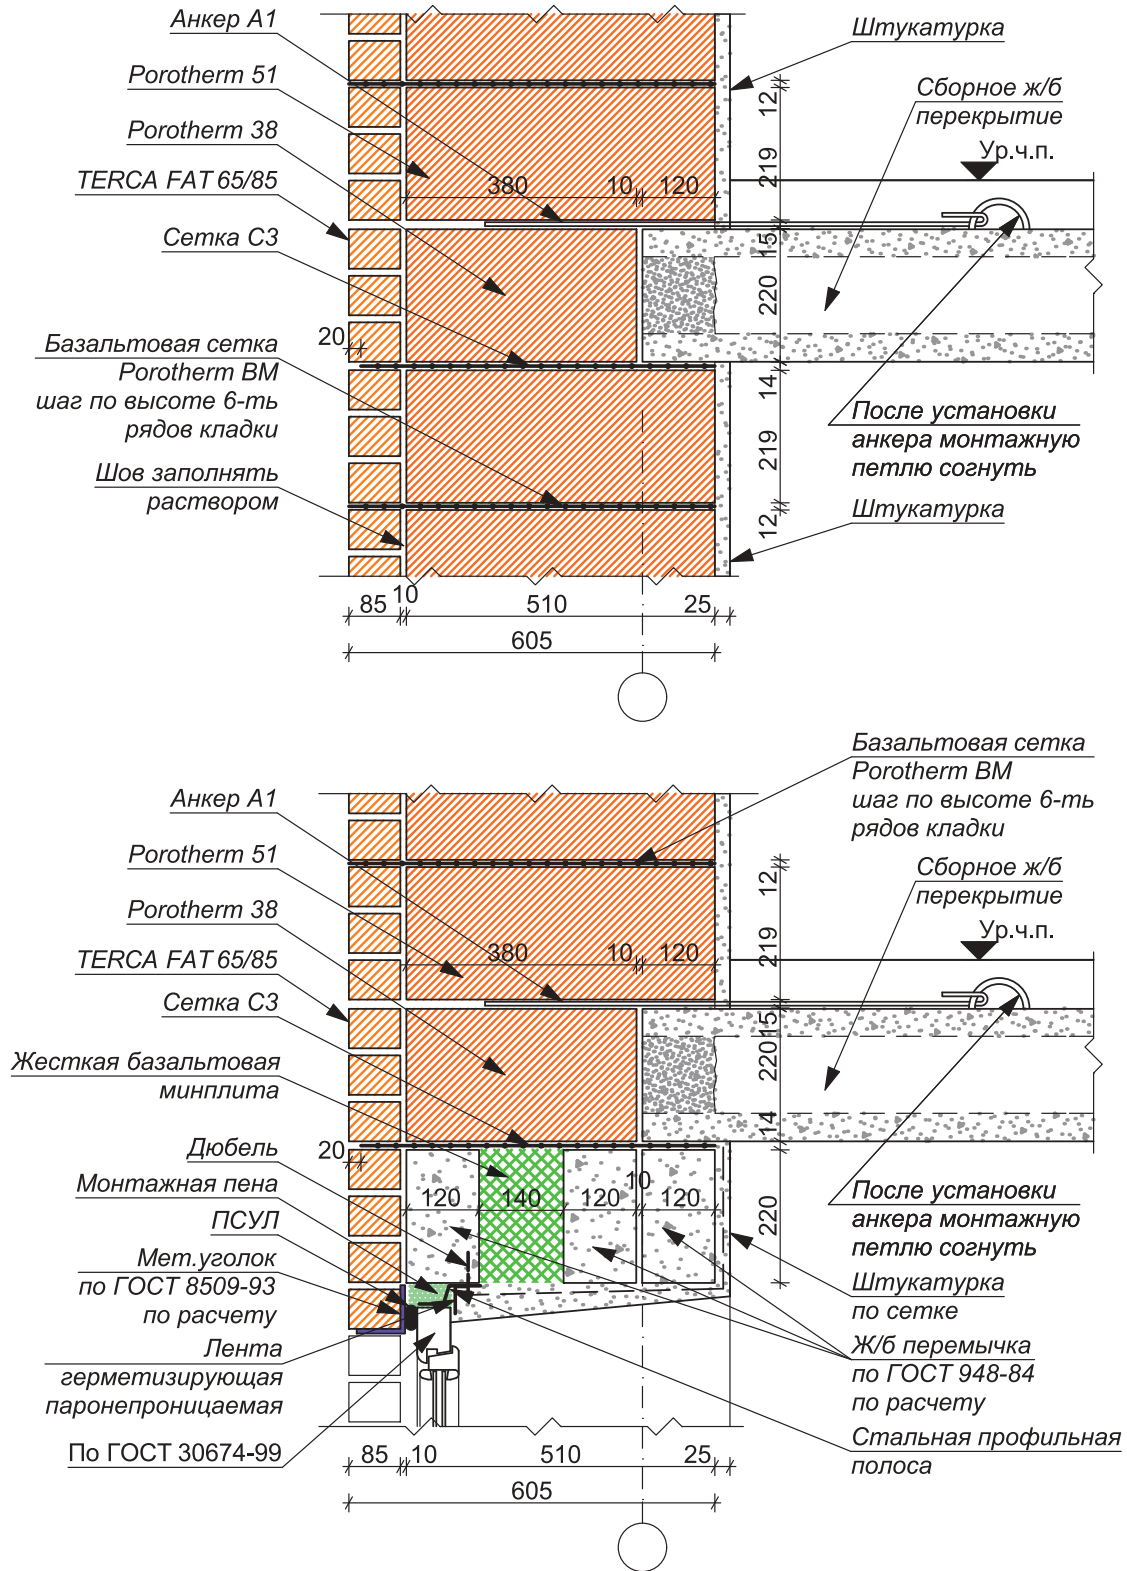 Анкер А1
Porotherm 51
Porotherm 38
TERCA FAT 65/85
Сетка С3
20
Базальтовая сетка
Porotherm BM
шаг по высоте 6-ть
рядов кладки
Шов заполнять
раствором
Штукатурка
Сборное ж/б
перекрытие
Ур.ч.п.
12
219
380
10
120
15
220
14
219
12
После установки
анкера монтажную
петлю согнуть
Штукатурка
85
10
510
25
605
Базальтовая сетка
Porotherm BM
шаг по высоте 6-ть
рядов кладки
Анкер А1
Porotherm 51
Porotherm 38
TERCA FAT 65/85
Сетка С3
Жесткая базальтовая
минплита
Дюбель
20
Монтажная пена
ПСУЛ
Мет.уголок
по ГОСТ 8509-93
по расчету
Лента
герметизирующая
паронепроницаемая
По ГОСТ 30674-99
Сборное ж/б
перекрытие
Ур.ч.п.
12
219
380
10
120
15
220
14
10
120
140
120
120
220
После установки
анкера монтажную
петлю согнуть
Штукатурка
по сетке
Ж/б перемычка
по ГОСТ 948-84
по расчету
Стальная профильная
полоса
85
10
510
25
605